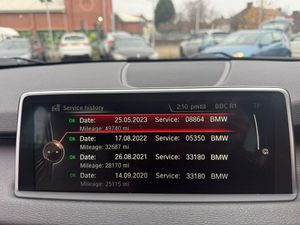 Service history 2:10 pm BBC R1 TP
OK Date: 25.05.2023 Service: 08864 BMW
Mileage: 49740 mi
OK Date: 17.08.2022 Service: 05350 BMW
Mileage: 32687 mi
OK Date: 26.08.2021 Service: 33180 BMW
Mileage: 28170 mi
OK Date: 14.09.2020 Service: 33180 BMW
Mileage: 25115 mi